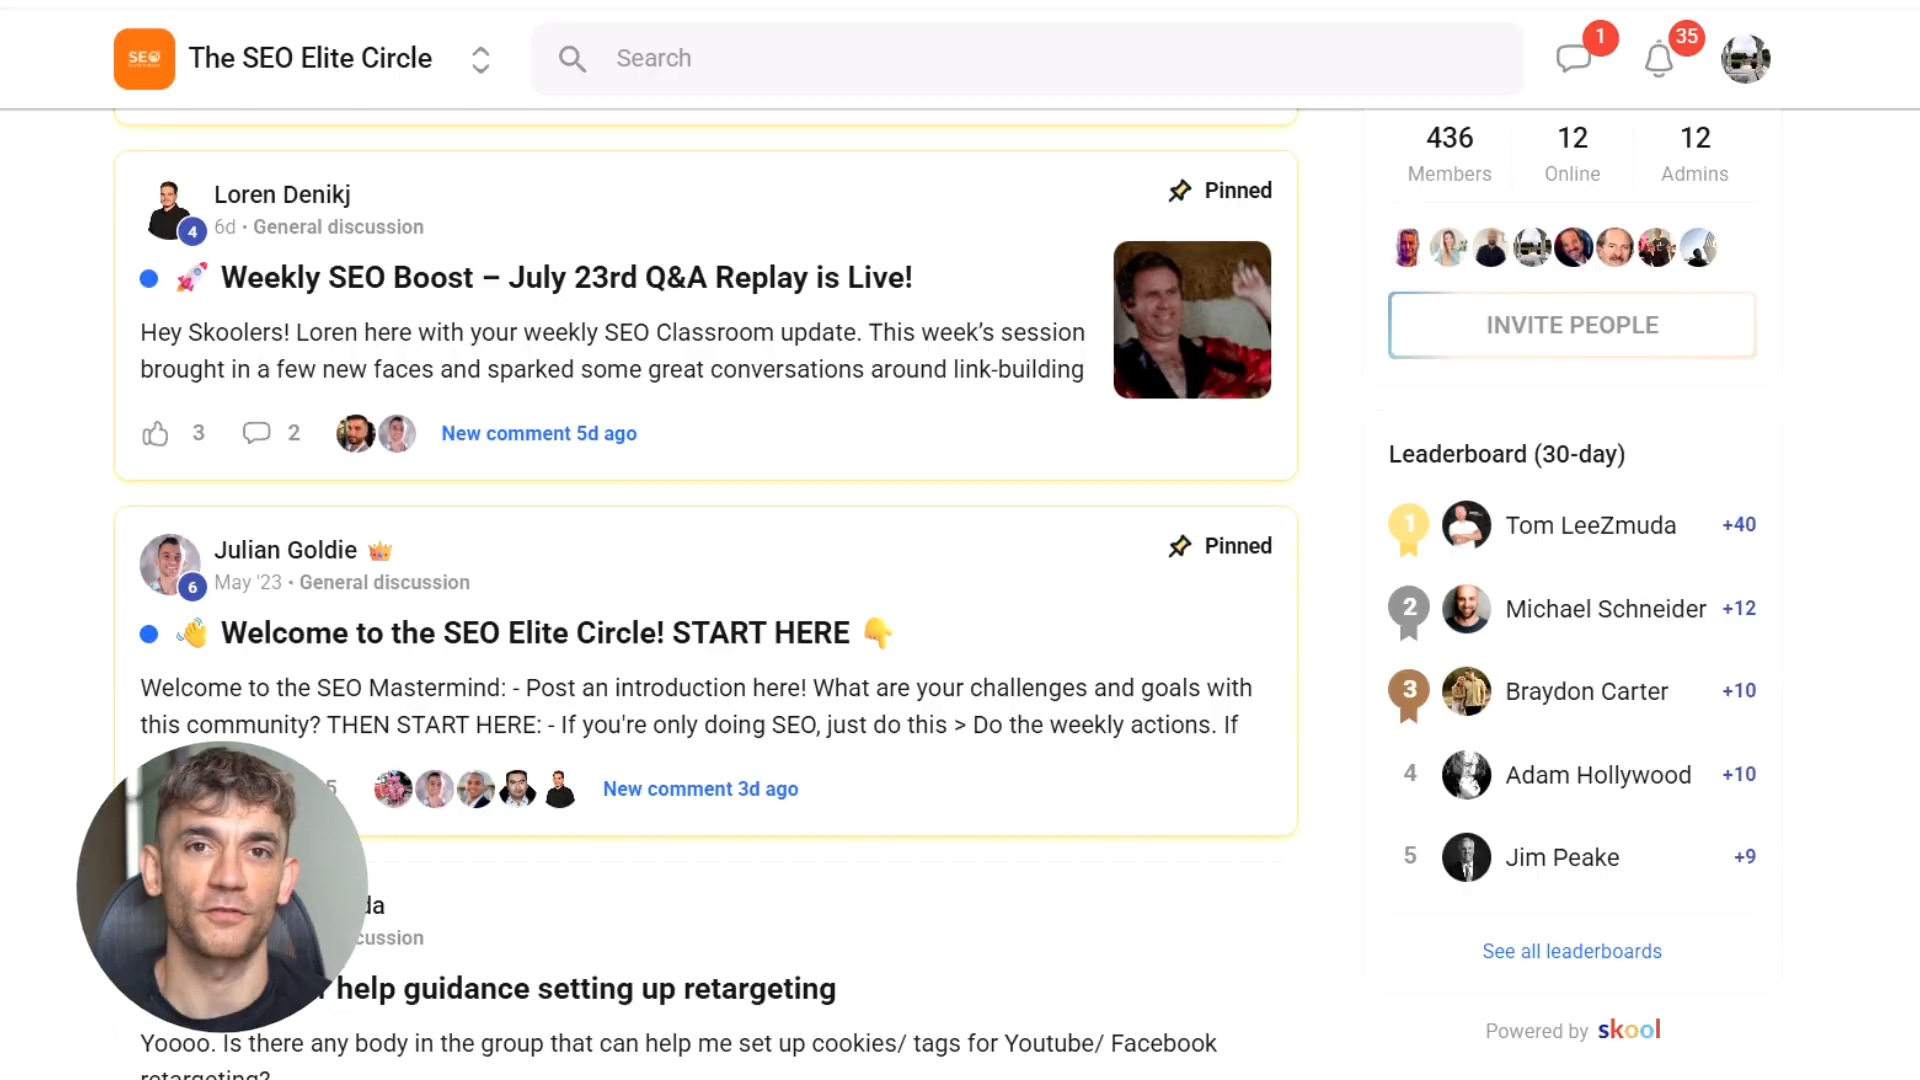 SEO
The SEO Elite Circle
Search
1
35
436
Members
12
Online
12
Admins
INVITE PEOPLE
Loren Denikj
4
6d • General discussion
Pinned
🚀 Weekly SEO Boost – July 23rd Q&A Replay is Live!
Hey Skoolers! Loren here with your weekly SEO Classroom update. This week’s session
brought in a few new faces and sparked some great conversations around link-building
3
2
New comment 5d ago
Julian Goldie 👑
6
May '23 • General discussion
Pinned
👋 Welcome to the SEO Elite Circle! START HERE 👇
Welcome to the SEO Mastermind: - Post an introduction here! What are your challenges and goals with
this community? THEN START HERE: - If you're only doing SEO, just do this > Do the weekly actions. If
5
New comment 3d ago
da
cussion
help guidance setting up retargeting
Yoooo. Is there any body in the group that can help me set up cookies/ tags for Youtube/ Facebook
retargeting?
Leaderboard (30-day)
1
Tom LeeZmuda
+40
2
Michael Schneider
+12
3
Braydon Carter
+10
4
Adam Hollywood
+10
5
Jim Peake
+9
See all leaderboards
Powered by skool